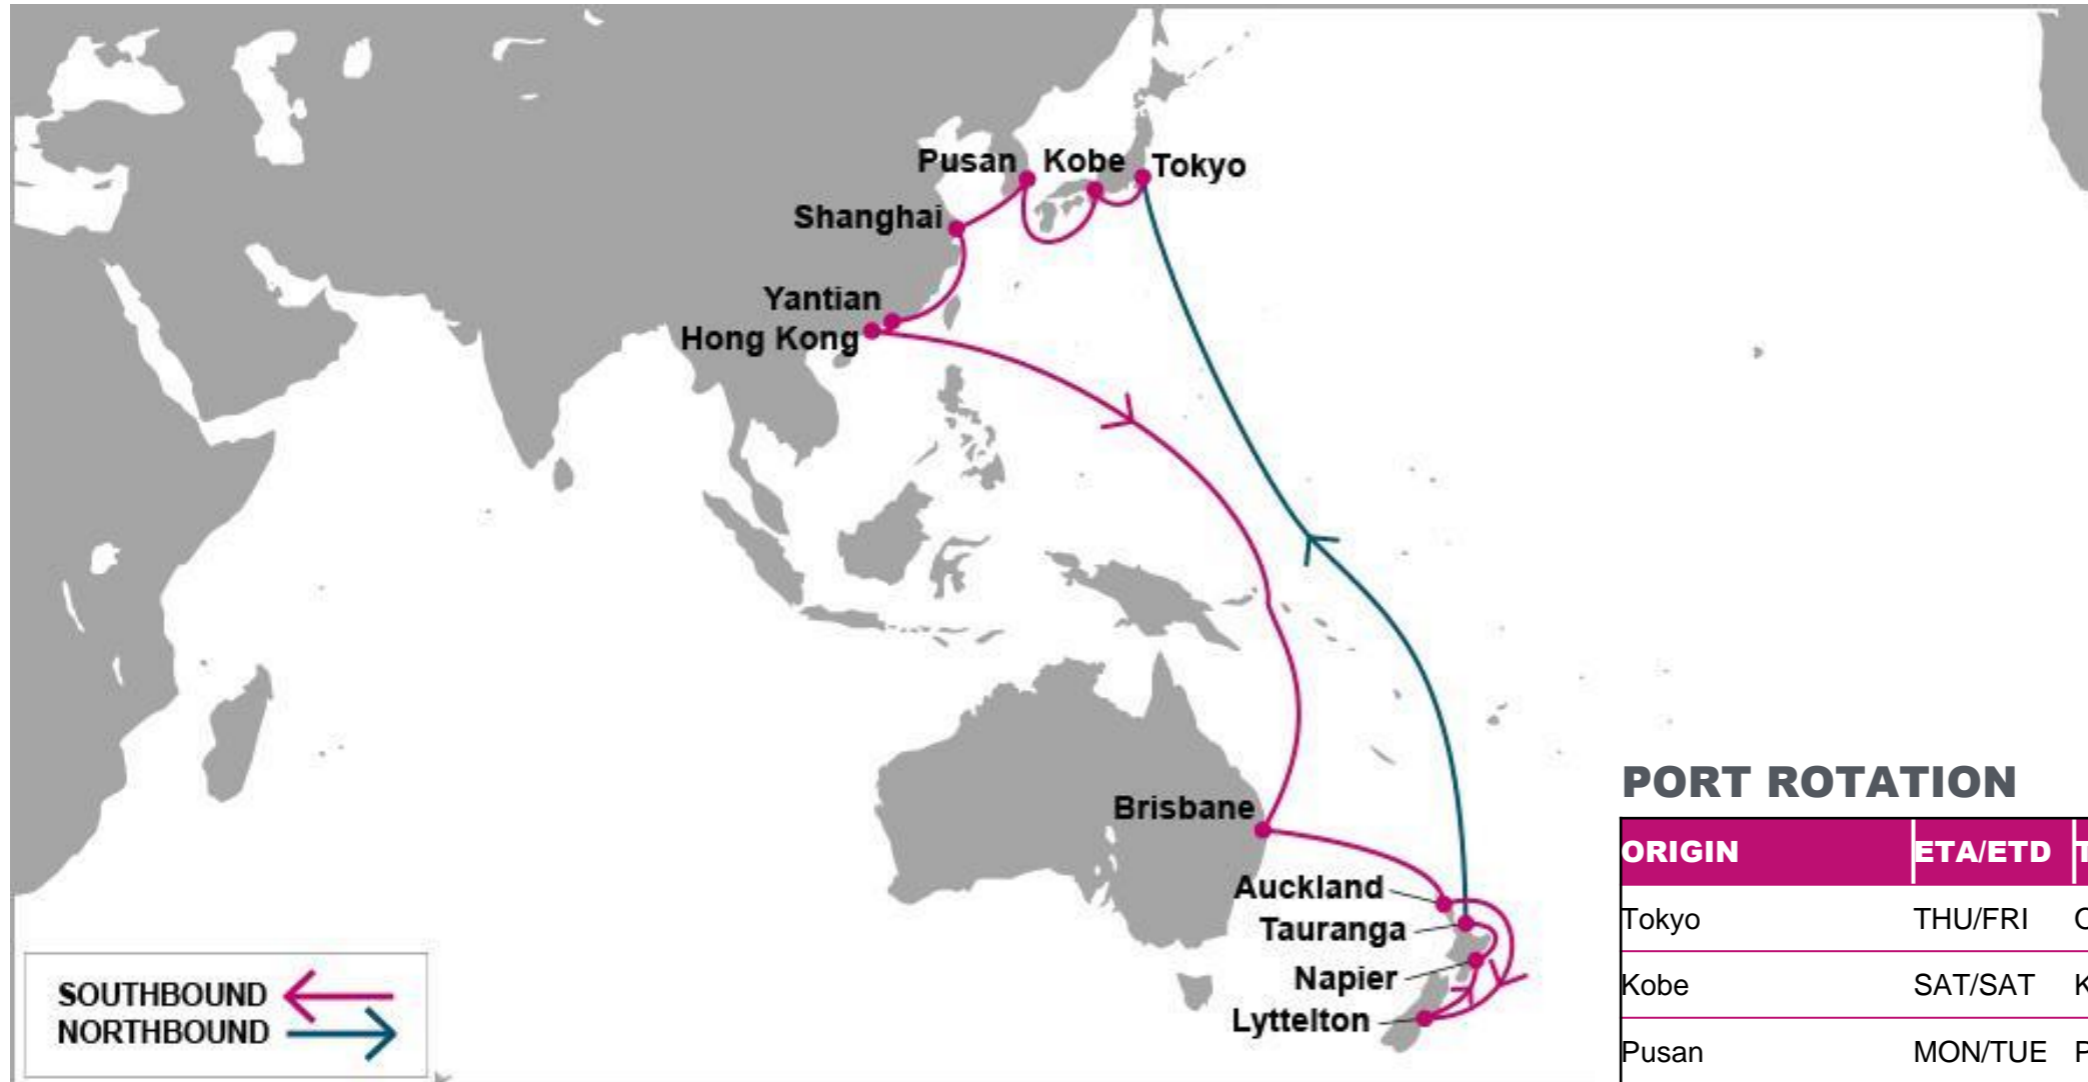 Pusan Kobe Tokyo
Shanghai
Yantian
Hong Kong
Brisbane
Auckland
Tauranga
Napier
Lyttelton
SOUTHBOUND
NORTHBOUND
PORT ROTATION
ORIGIN ETA/ETD
Tokyo THU/FRI
Kobe SAT/SAT
Pusan MON/TUE